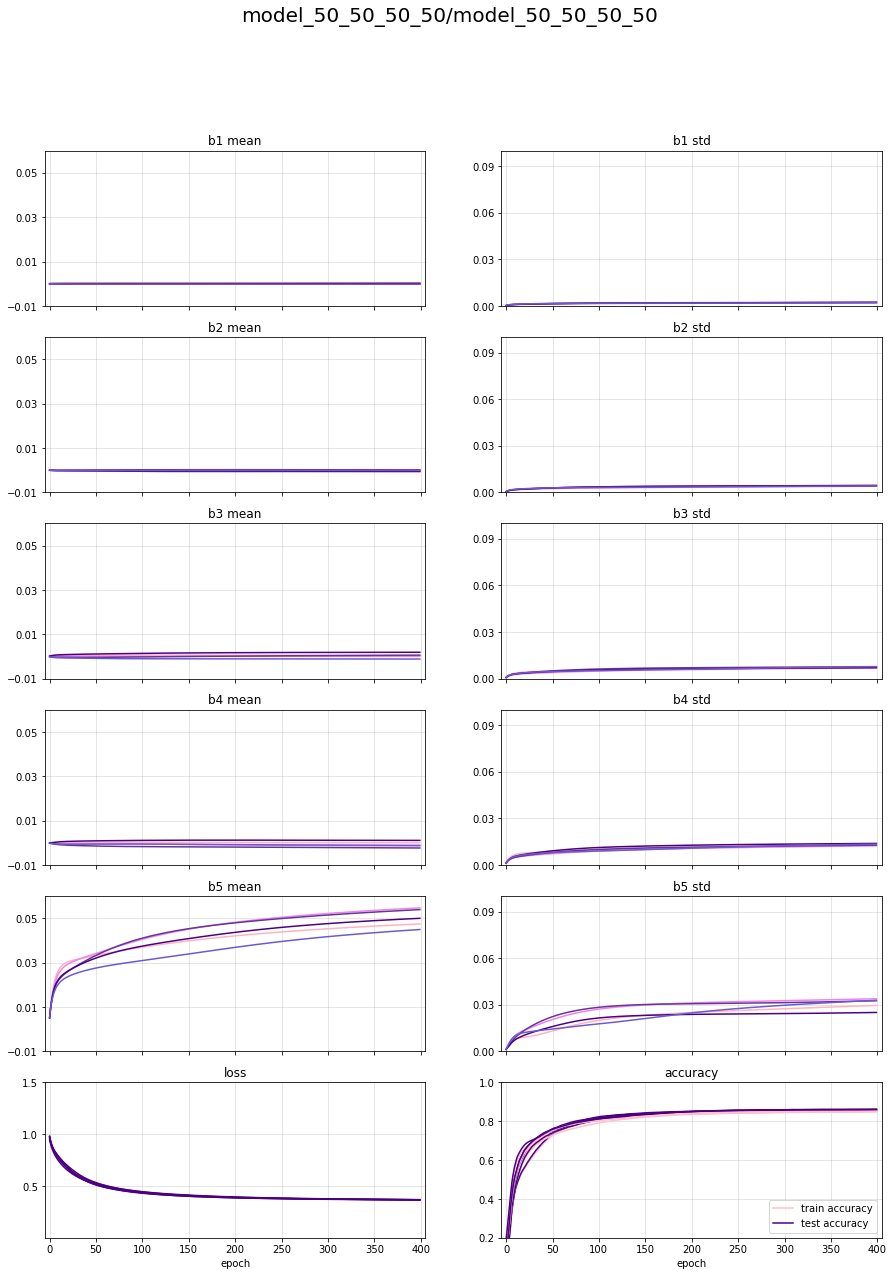 model_50_50_50_50/model_50_50_50_50
b1 mean
b1 std
0.05
0.03
0.01
−0.01
0.09
0.06
0.03
0.00
b2 mean
b2 std
0.05
0.03
0.01
−0.01
0.09
0.06
0.03
0.00
b3 mean
b3 std
0.05
0.03
0.01
−0.01
0.09
0.06
0.03
0.00
b4 mean
b4 std
0.05
0.03
0.01
−0.01
0.09
0.06
0.03
0.00
b5 mean
b5 std
0.05
0.03
0.01
−0.01
0.09
0.06
0.03
0.00
loss
accuracy
1.5
1.0
0.5
0 50 100 150 200 250 300 350 400
epoch
1.0
0.8
0.6
0.4
0.2
train accuracy
test accuracy
0 50 100 150 200 250 300 350 400
epoch